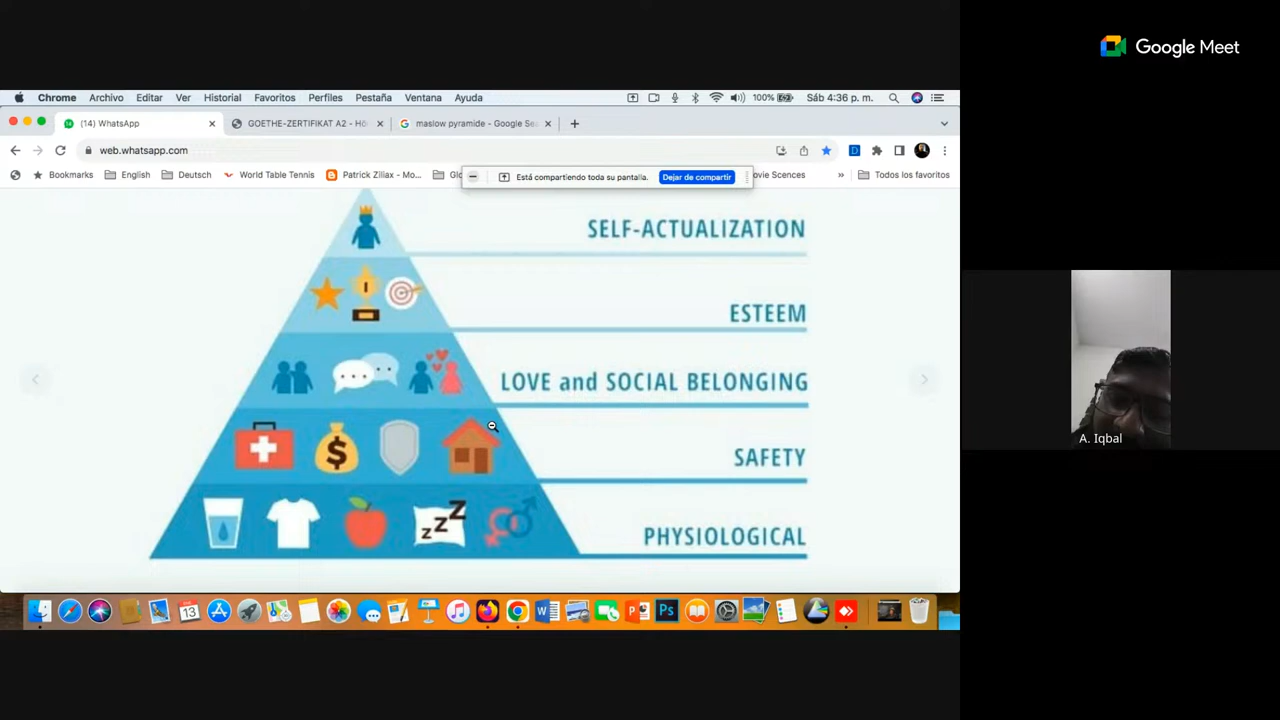 Google Meet
Chrome Archivo Editar Ver Historial Favoritos Perfiles Pestaña Ventana Ayuda 100% Sáb 4:36 p. m.
(14) WhatsApp GOETHE-ZERTIFIKAT A2 - Hö maslow pyramide - Google Se
web.whatsapp.com
Bookmarks English Deutsch World Table Tennis Patrick Ziliax - Mo... Está compartiendo toda su pantalla. Dejar de compartir ovie Scences » Todos los favoritos
SELF-ACTUALIZATION
ESTEEM
LOVE and SOCIAL BELONGING
SAFETY
PHYSIOLOGICAL
z z Z
$
I
13
A. Iqbal